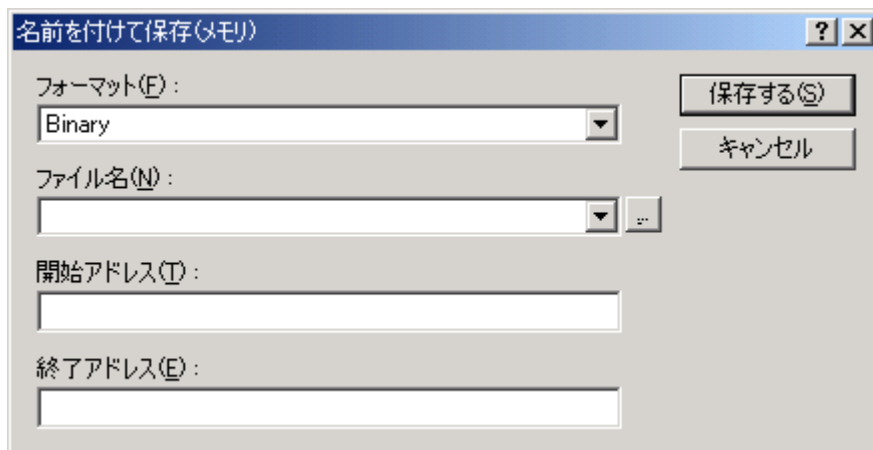 名前を付けて保存(メモリ)
フォーマット(F):
Binary
保存する(S)
キャンセル
ファイル名(N):
...
開始アドレス(T):
終了アドレス(E):